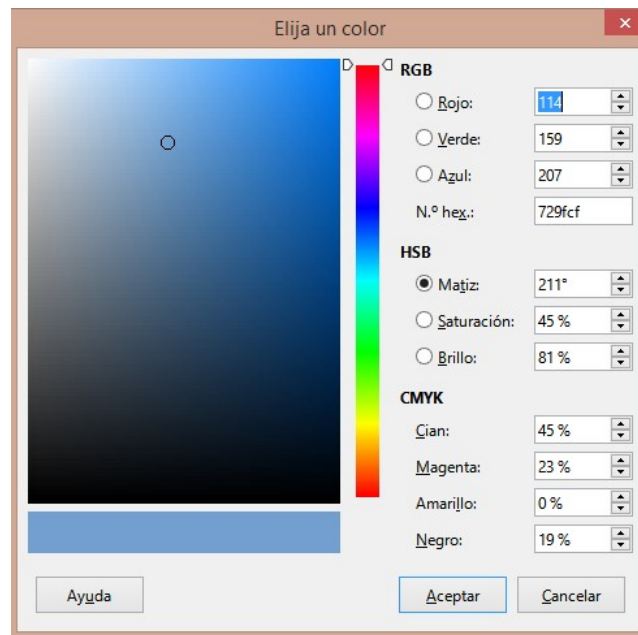 Elija un color
RGB
Rojo: 114
Verde: 159
Azul: 207
N.º hex.: 729fcf
HSB
Matiz: 211°
Saturación: 45 %
Brillo: 81 %
CMYK
Cian: 45 %
Magenta: 23 %
Amarillo: 0 %
Negro: 19 %
Ayuda Aceptar Cancelar